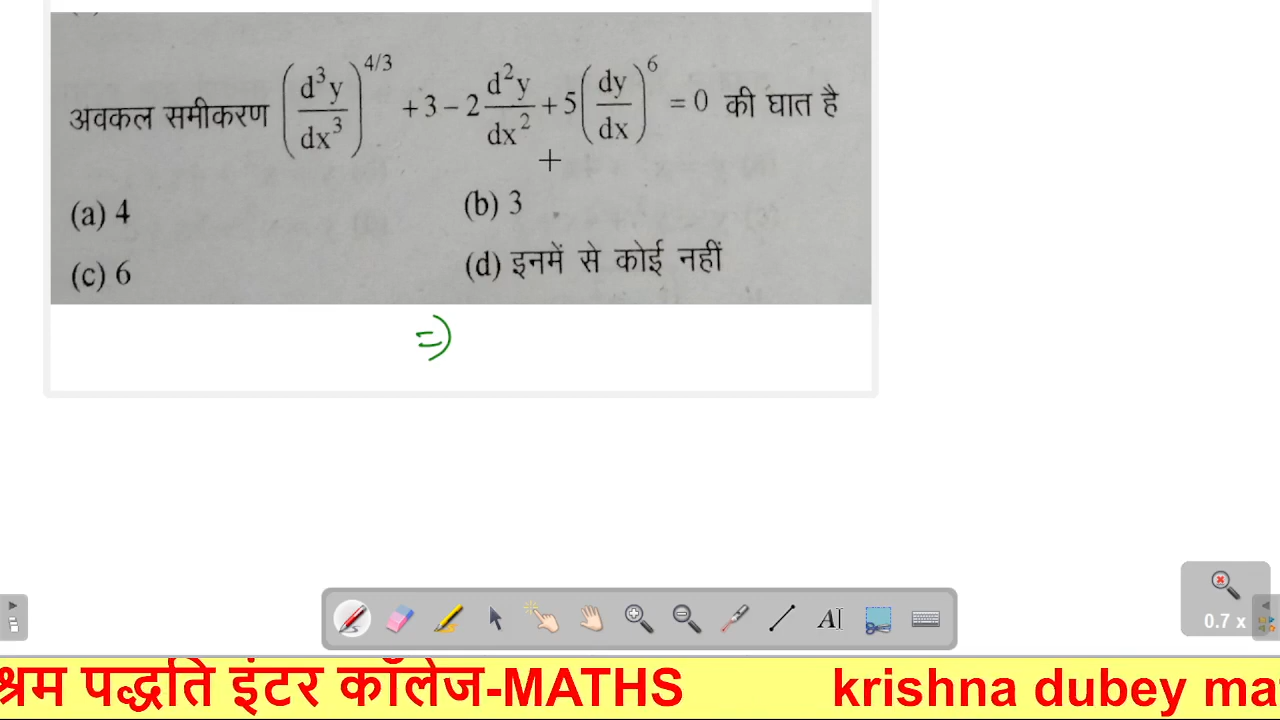 अवकल समीकरण (d³y/dx³)^4/3 + 3 – 2 d²y/dx² + 5 (dy/dx)^6 = 0 की घात है
+
(a) 4 (b) 3
(c) 6 (d) इनमें से कोई नहीं
=)
AI
0.7 x
श्रम पद्धति इंटर कॉलेज-MATHS krishna dubey ma